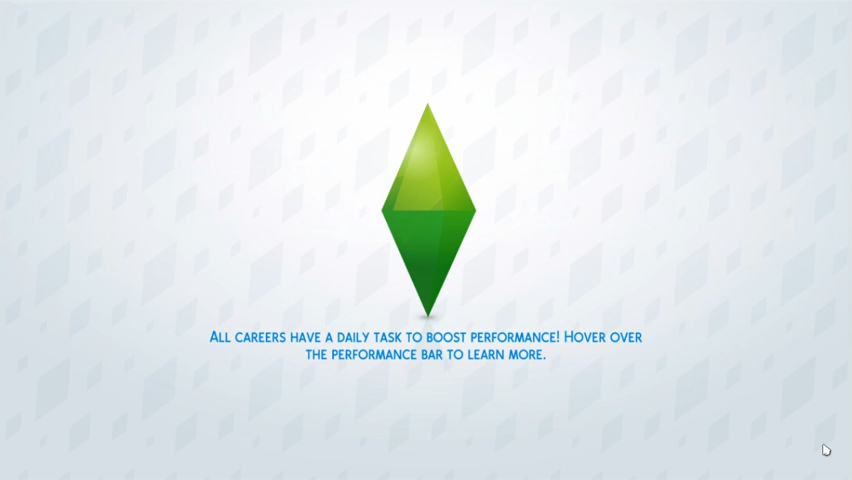 All careers have a daily task to boost performance! Hover over
the performance bar to learn more.